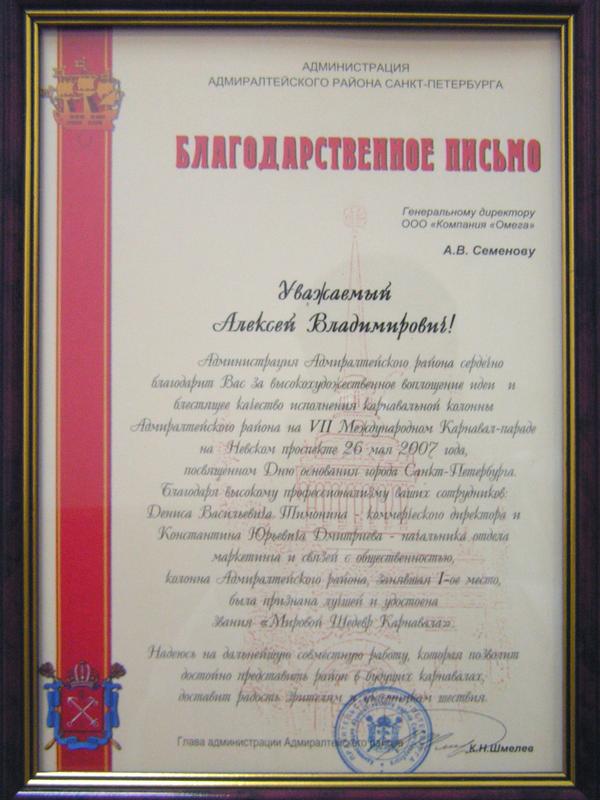 АДМИНИСТРАЦИЯ
АДМИРАЛТЕЙСКОГО РАЙОНА САНКТ-ПЕТЕРБУРГА
БЛАГОДАРСТВЕННОЕ ПИСЬМО
Генеральному директору
ООО «Компания «Омега»
А.В. Семенову
Уважаемый
Алексей Владимирович!
Администрация Адмиралтейского района сердечно
благодарит Вас за высокохудожественное воплощение идеи и
блестящее качество исполнения карнавальной колонны
Адмиралтейского района на VII Международном Карнавал-параде
на Невском проспекте 26 мая 2007 года,
посвященном Дню основания города Санкт-Петербурга.
Благодаря высокому профессионализму ваших сотрудников:
Дениса Васильевича Тимонина - коммерческого директора и
Константина Юрьевича Дмитриева - начальника отдела
маркетинга и связей с общественностью,
колонна Адмиралтейского района, занявшая I-ое место,
была признана лучшей и удостоена
звания «Мировой Шедевр Карнавала».
Надеюсь на дальнейшую совместную работу, которая позволит
достойно представить район в будущих карнавалах,
доставит радость зрителям и участникам шествия.
Глава администрации Адмиралтейского района К.Н.Шмелев